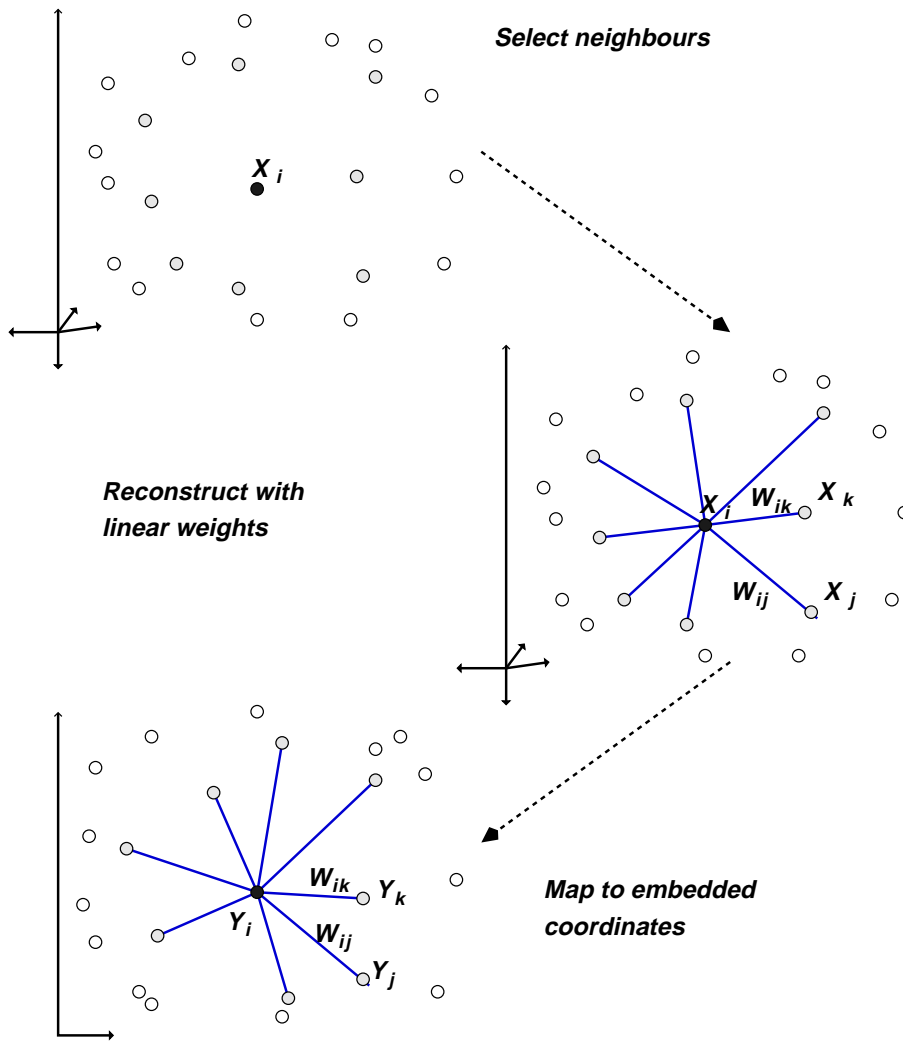 Select neighbours
X i
Reconstruct with
linear weights
X i
W ik
X k
W ij
X j
W ik
Y k
Y i
W ij
Y j
Map to embedded
coordinates